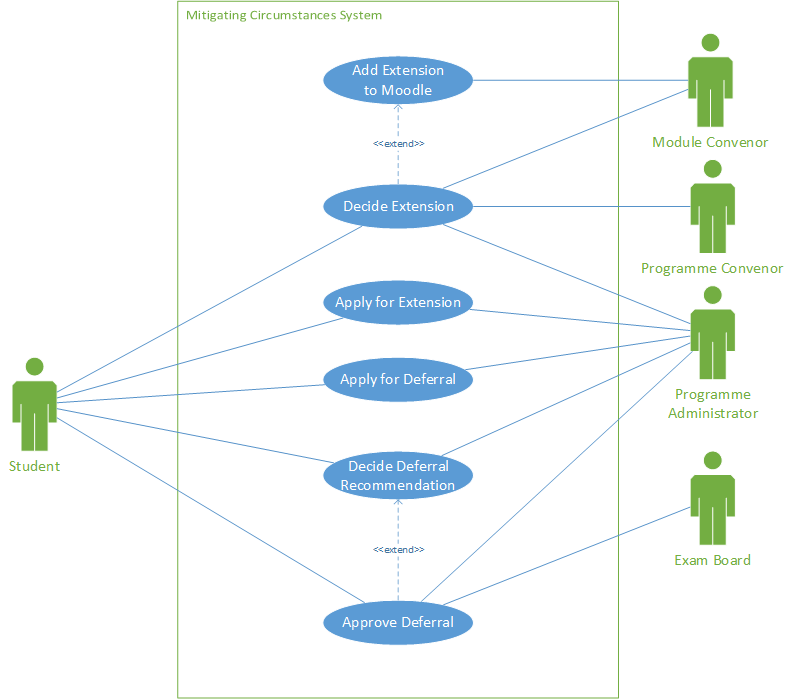 Mitigating Circumstances System
Add Extension
to Moodle
Module Convenor
<<extend>>
Decide Extension
Programme Convenor
Apply for Extension
Apply for Deferral
Programme
Administrator
Student
Decide Deferral
Recommendation
<<extend>>
Exam Board
Approve Deferral